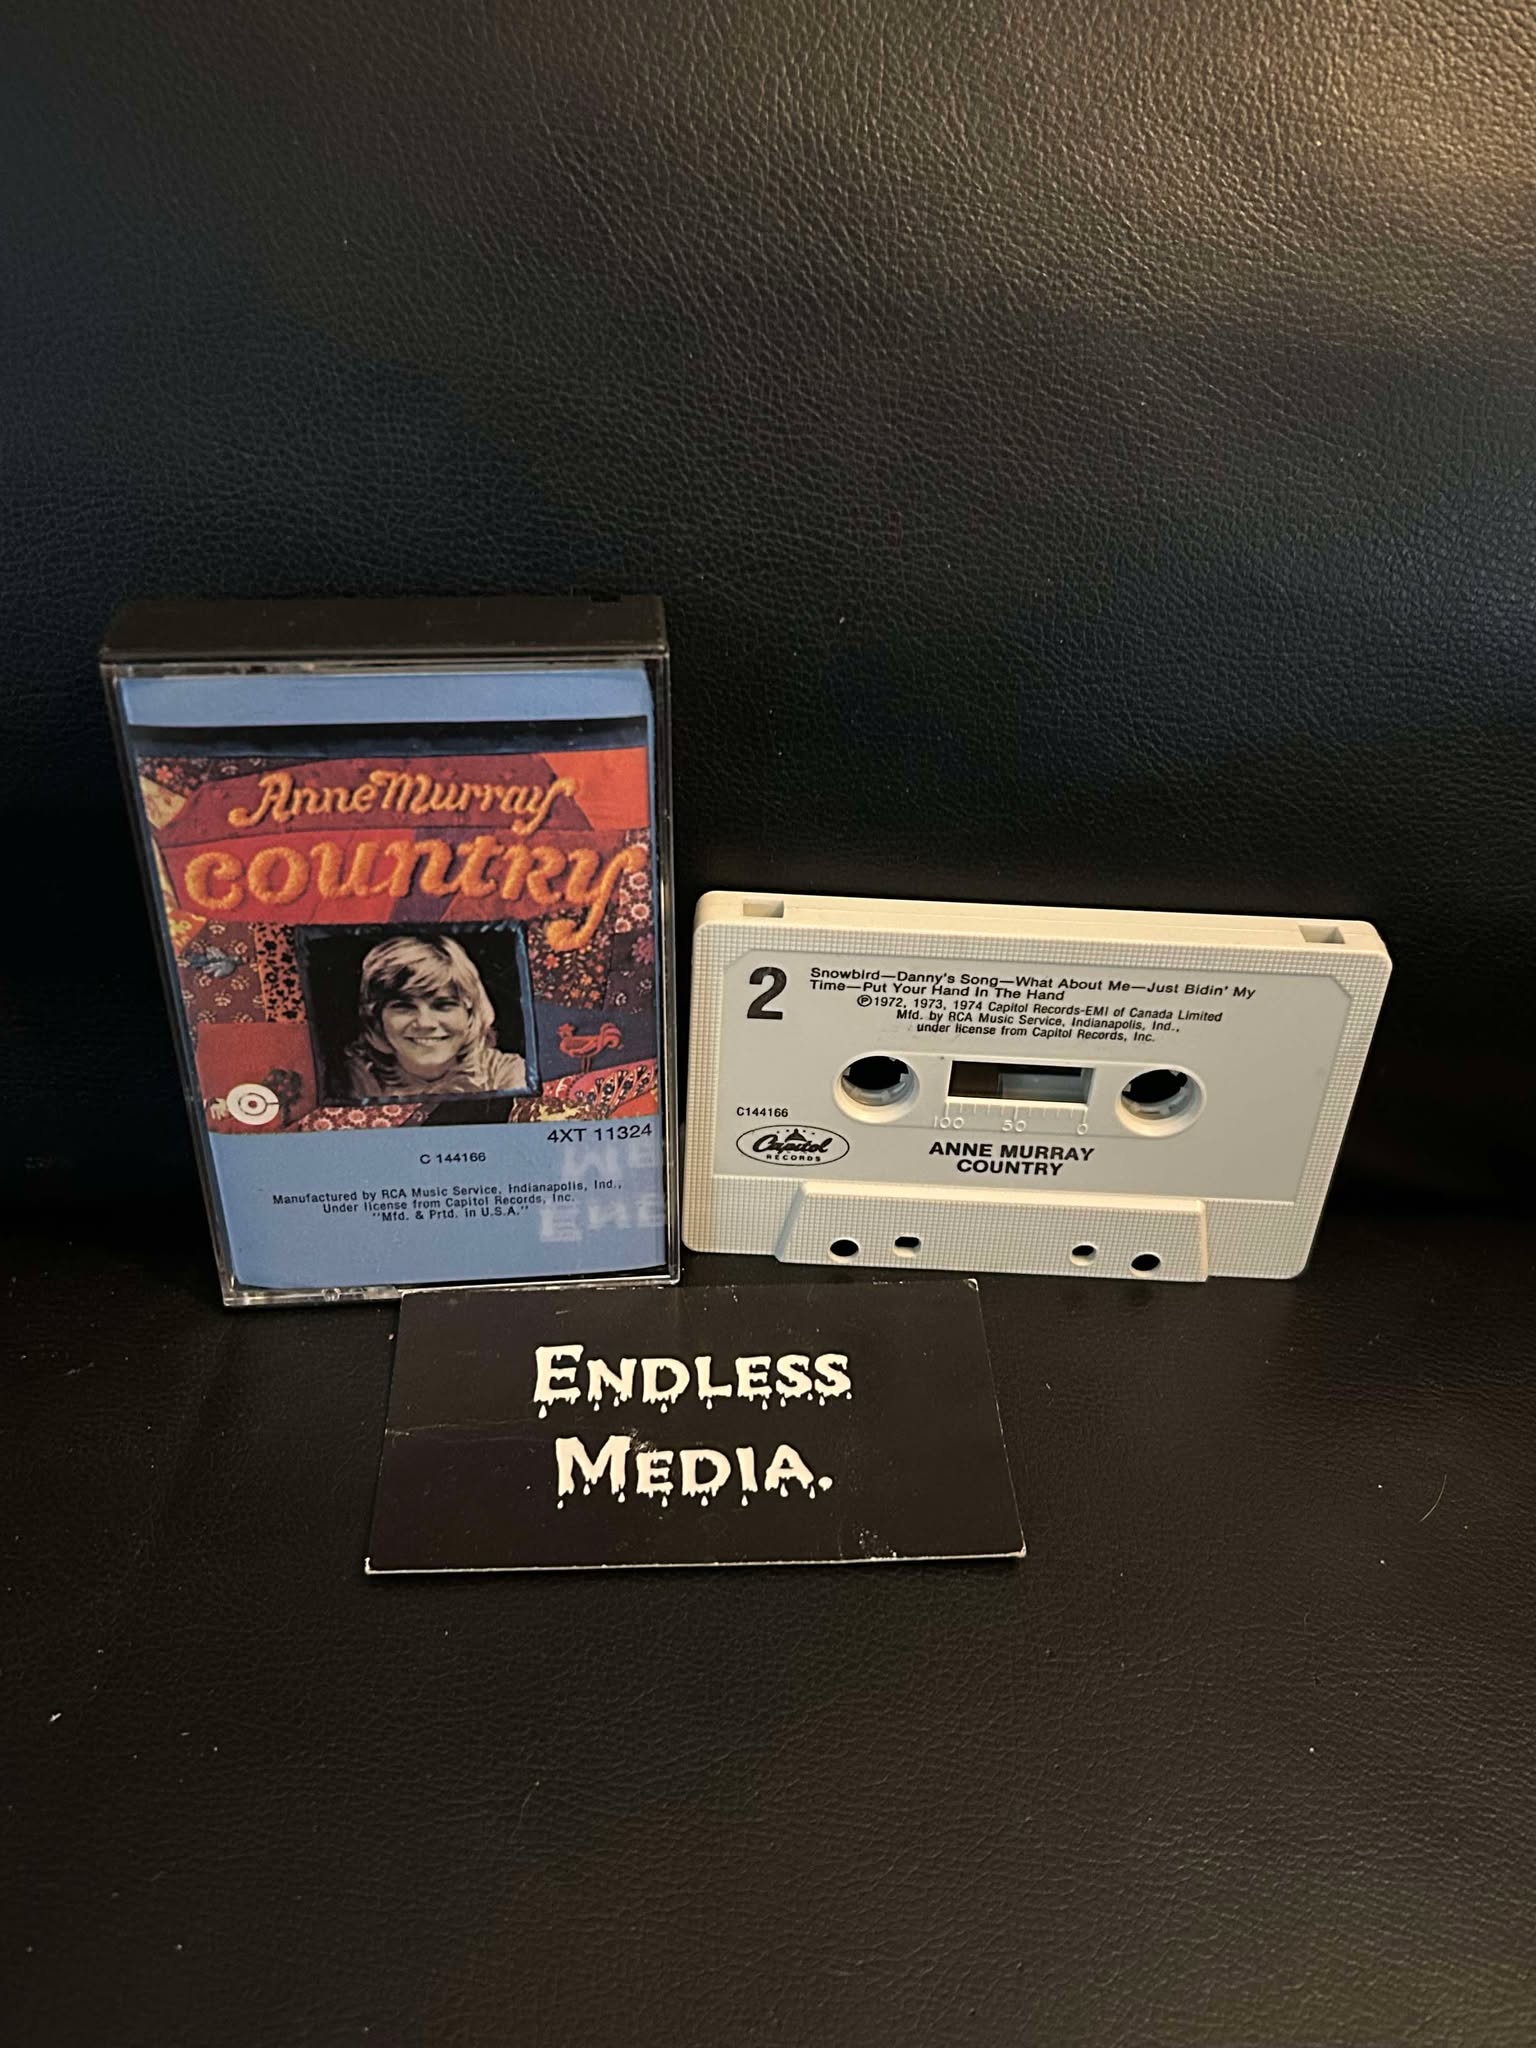 Anne Murray
country
4XT 11324
C 144166
Manufactured by RCA Music Service, Indianapolis, Ind.,
Under license from Capitol Records, Inc.
"Mfd. & Prtd. in U.S.A."
2
Snowbird—Danny's Song—What About Me—Just Bidin' My
Time—Put Your Hand In The Hand
℗1972, 1973, 1974 Capitol Records-EMI of Canada Limited
Mfd. by RCA Music Service, Indianapolis, Ind.,
under license from Capitol Records, Inc.
C144166
100 50 0
Capitol
RECORDS
ANNE MURRAY
COUNTRY
ENDLESS
MEDIA.